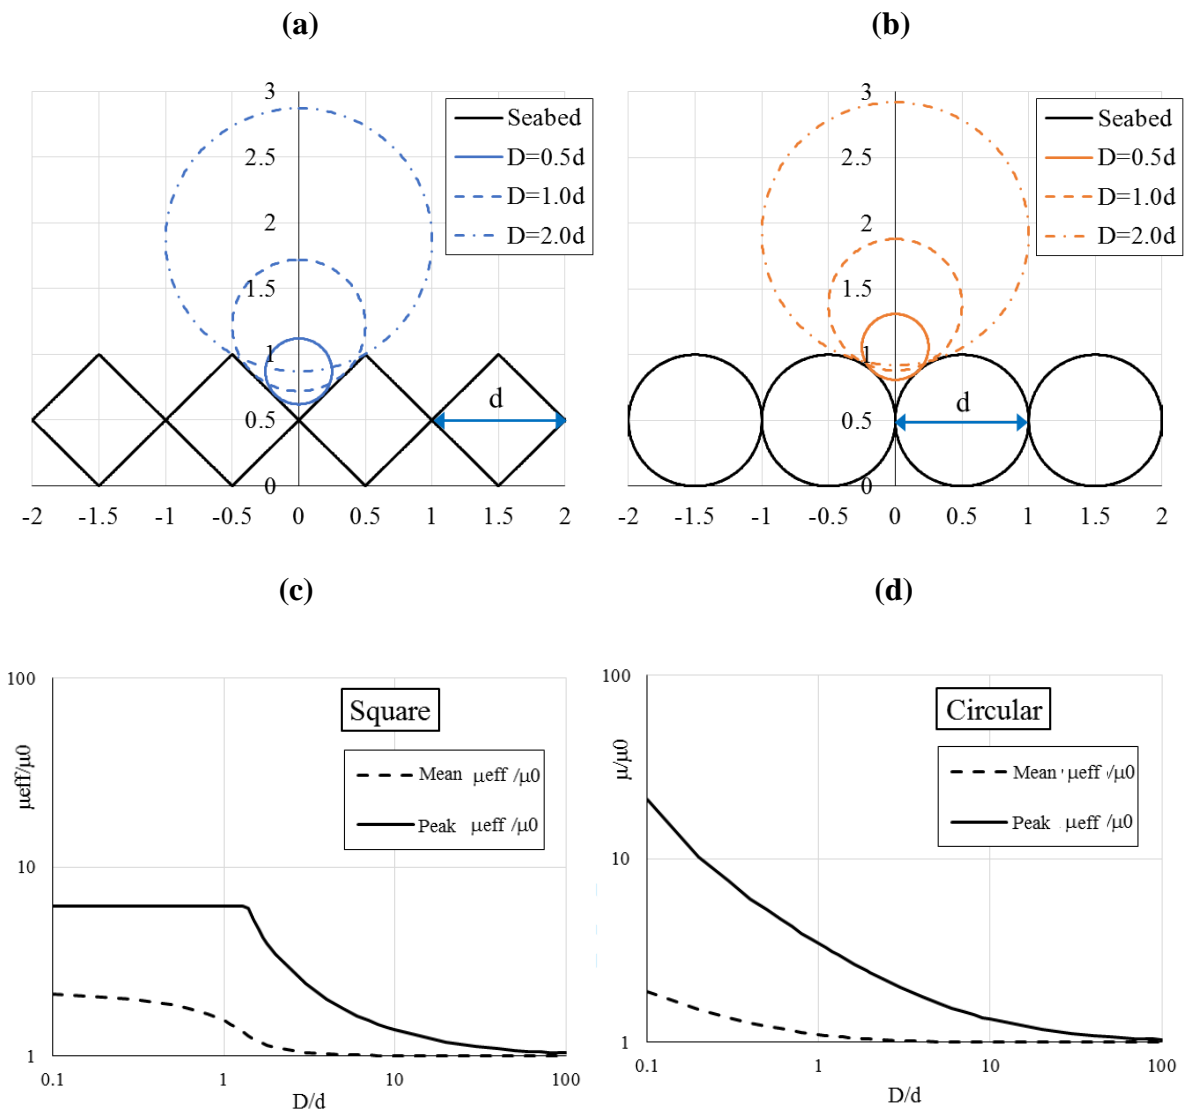 (a)
3
2.5
2
1.5
1
0.5
0
-2 -1.5 -1 -0.5 0 0.5 1 1.5 2
Seabed
D=0.5d
D=1.0d
D=2.0d
d
(b)
3
2.5
2
1.5
1
0.5
0
-2 -1.5 -1 -0.5 0 0.5 1 1.5 2
Seabed
D=0.5d
D=1.0d
D=2.0d
d
(c)
μeff/μ0
100
10
1
0.1 1 10 100
D/d
Square
Mean μeff /μ0
Peak μeff /μ0
(d)
μ/μ0
100
10
1
0.1 1 10 100
D/d
Circular
Mean μeff /μ0
Peak μeff /μ0